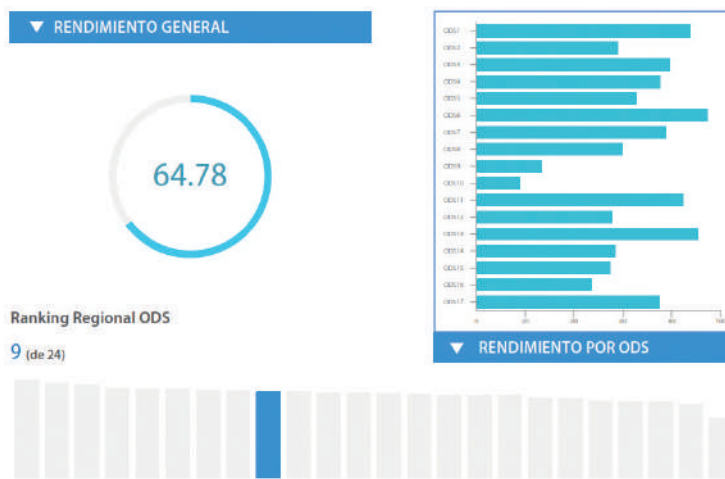 ▼ RENDIMIENTO GENERAL
64.78
Ranking Regional ODS
9 (de 24)
ODS1
ODS2
ODS3
ODS4
ODS5
ODS6
ODS7
ODS8
ODS9
ODS10
ODS11
ODS12
ODS13
ODS14
ODS15
ODS16
ODS17
0
20
40
60
80
100
▼ RENDIMIENTO POR ODS